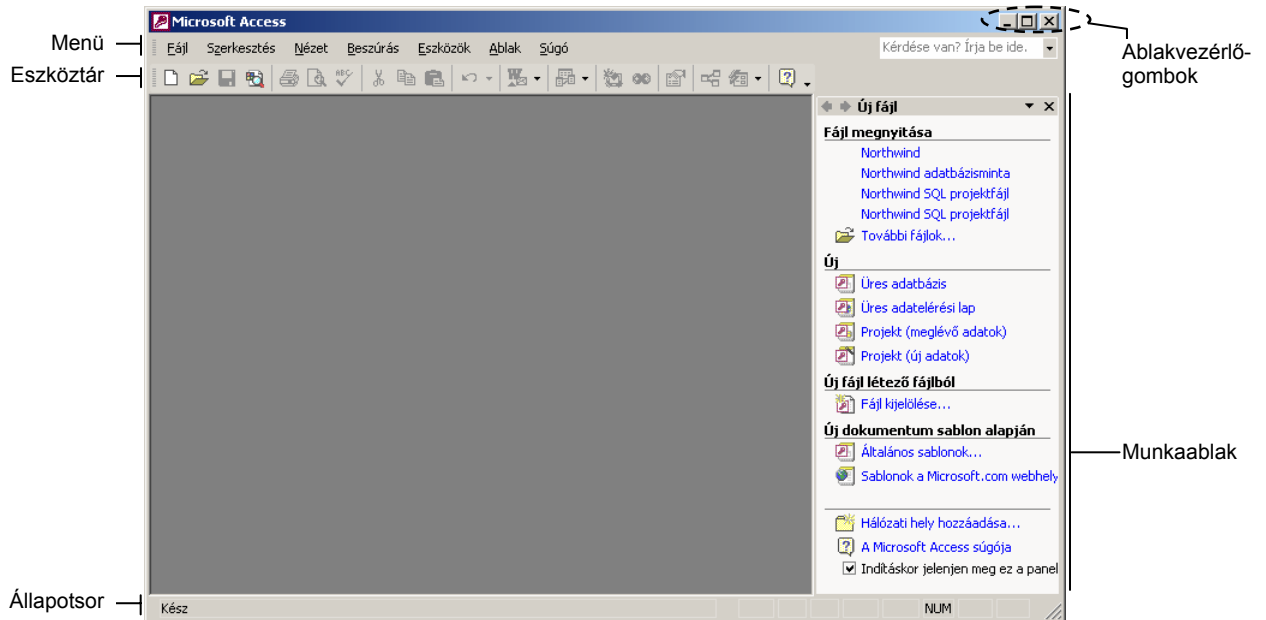 Microsoft Access
Menü
Fájl Szerkesztés Nézet Beszúrás Eszközök Ablak Súgó
Kérdése van? Írja be ide.
Ablakvezérlő-
gombok
Eszköztár
Új fájl
Fájl megnyitása
Northwind
Northwind adatbázisminta
Northwind SQL projektfájl
Northwind SQL projektfájl
További fájlok...
Új
Üres adatbázis
Üres adatelérési lap
Projekt (meglévő adatok)
Projekt (új adatok)
Új fájl létező fájlból
Fájl kijelölése...
Új dokumentum sablon alapján
Általános sablonok...
Sablonok a Microsoft.com webhely
Munkaablak
Hálózati hely hozzáadása...
A Microsoft Access súgója
Indításkor jelenjen meg ez a panel
Állapotsor
Kész
NUM